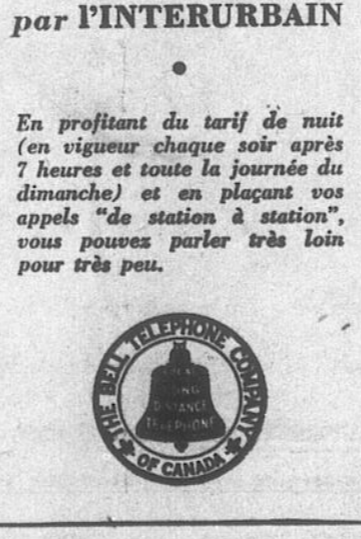 par l'INTERURBAIN
En profitant du tarif de nuit
(en vigueur chaque soir après
7 heures et toute la journée du
dimanche) et en plaçant vos
appels "de station à station",
vous pouvez parler très loin
pour très peu.
THE BELL TELEPHONE COMPANY
OF CANADA
LOCAL
LONG
DISTANCE
TELEPHONE